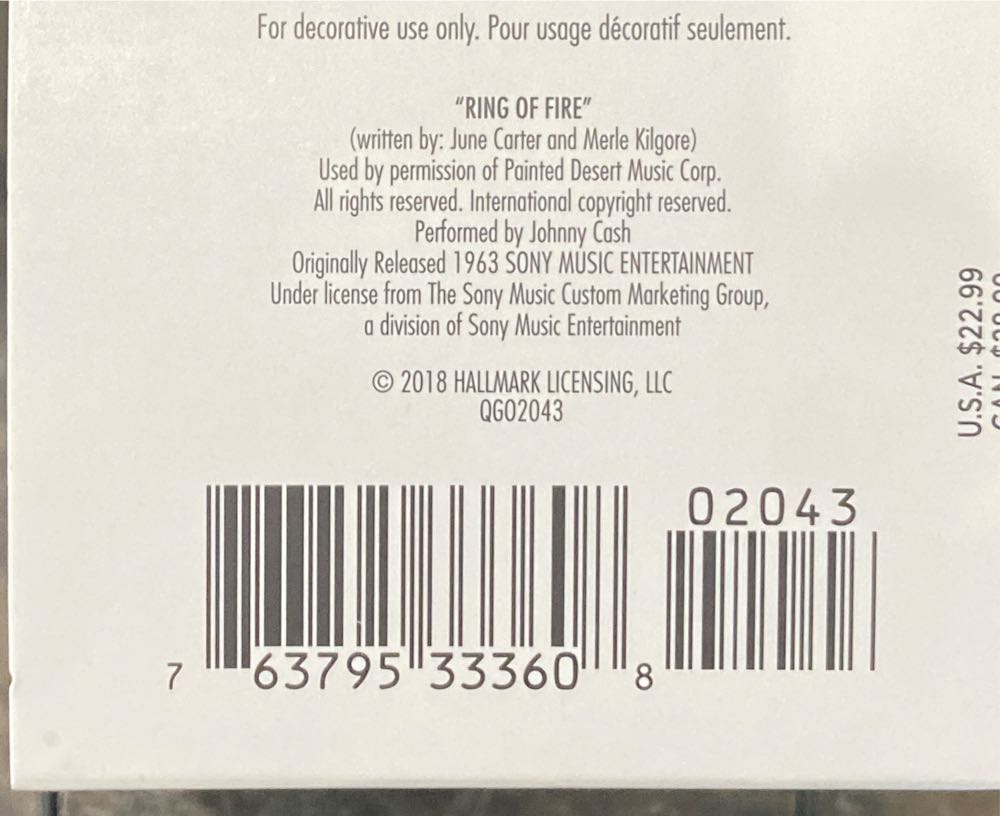 For decorative use only. Pour usage décoratif seulement.
“RING OF FIRE”
(written by: June Carter and Merle Kilgore)
Used by permission of Painted Desert Music Corp.
All rights reserved. International copyright reserved.
Performed by Johnny Cash
Originally Released 1963 SONY MUSIC ENTERTAINMENT
Under license from The Sony Music Custom Marketing Group,
a division of Sony Music Entertainment
© 2018 HALLMARK LICENSING, LLC
QGO2043
02043
7 63795 33360 8
U.S.A. $22.99